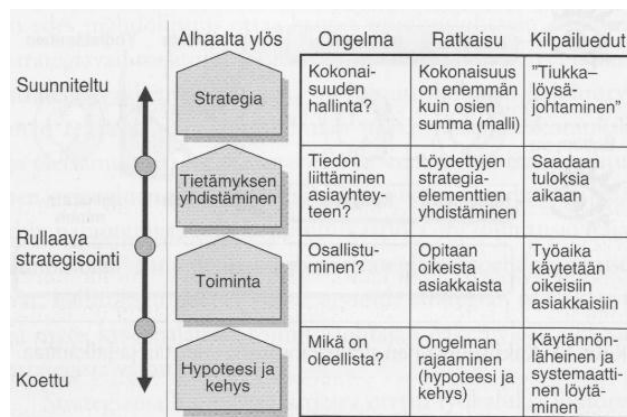 Alhaalta ylös
Ongelma
Ratkaisu
Kilpailuedut
Suunniteltu
Rullaava
strategisointi
Koettu
Strategia
Kokonai-
suuden
hallinta?
Kokonaisuus
on enemmän
kuin osien
summa (malli)
"Tiukka–
löysä-
johtaminen"
Tietämyksen
yhdistäminen
Tiedon
liittäminen
asiayhtey-
teen?
Löydettyjen
strategia-
elementtien
yhdistäminen
Saadaan
tuloksia
aikaan
Toiminta
Osallistu-
minen?
Opitaan
oikeista
asiakkaista
Työaika
käytetään
oikeisiin
asiakkaisiin
Hypoteesi ja
kehys
Mikä on
oleellista?
Ongelman
rajaaminen
(hypoteesi ja
kehys)
Käytännön-
läheinen ja
systemaatti-
nen löytä-
minen